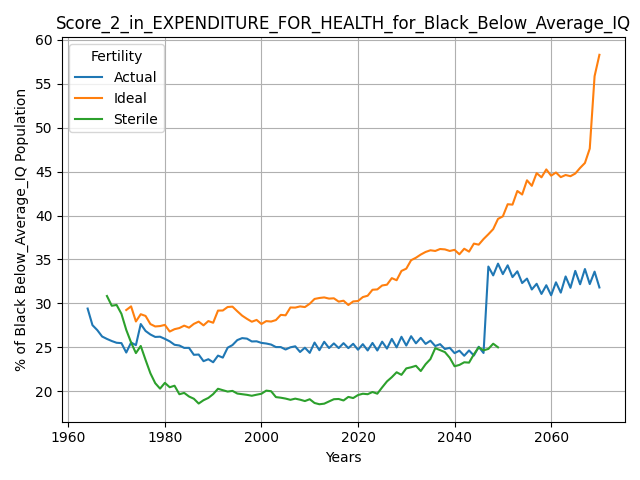 Score_2_in_EXPENDITURE_FOR_HEALTH_for_Black_Below_Average_IQ
Fertility
Actual
Ideal
Sterile
% of Black Below_Average_IQ Population
60
55
50
45
40
35
30
25
20
1960
1980
2000
2020
2040
2060
Years